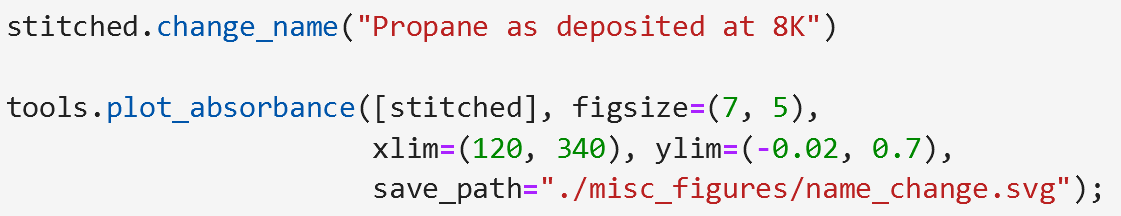 stitched.change_name("Propane as deposited at 8K")
tools.plot_absorbance([stitched], figsize=(7, 5),
xlim=(120, 340), ylim=(-0.02, 0.7),
save_path="./misc_figures/name_change.svg");